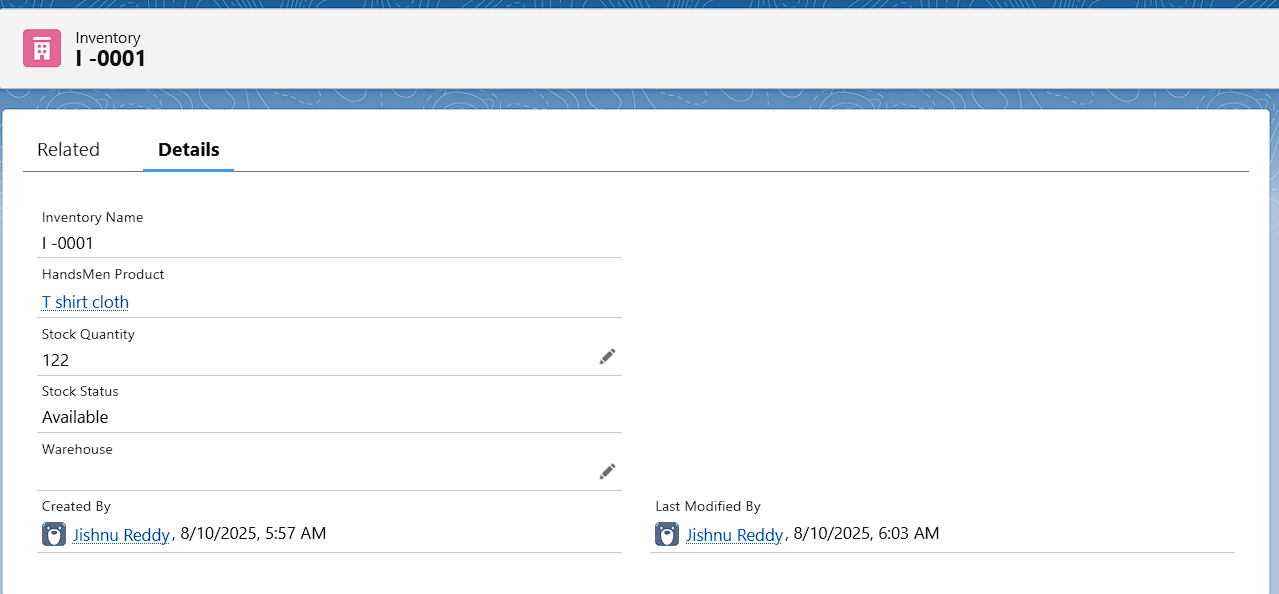 Inventory
I -0001
Related Details
Inventory Name
I -0001
HandsMen Product
T shirt cloth
Stock Quantity
122
Stock Status
Available
Warehouse
Created By
Jishnu Reddy, 8/10/2025, 5:57 AM
Last Modified By
Jishnu Reddy, 8/10/2025, 6:03 AM